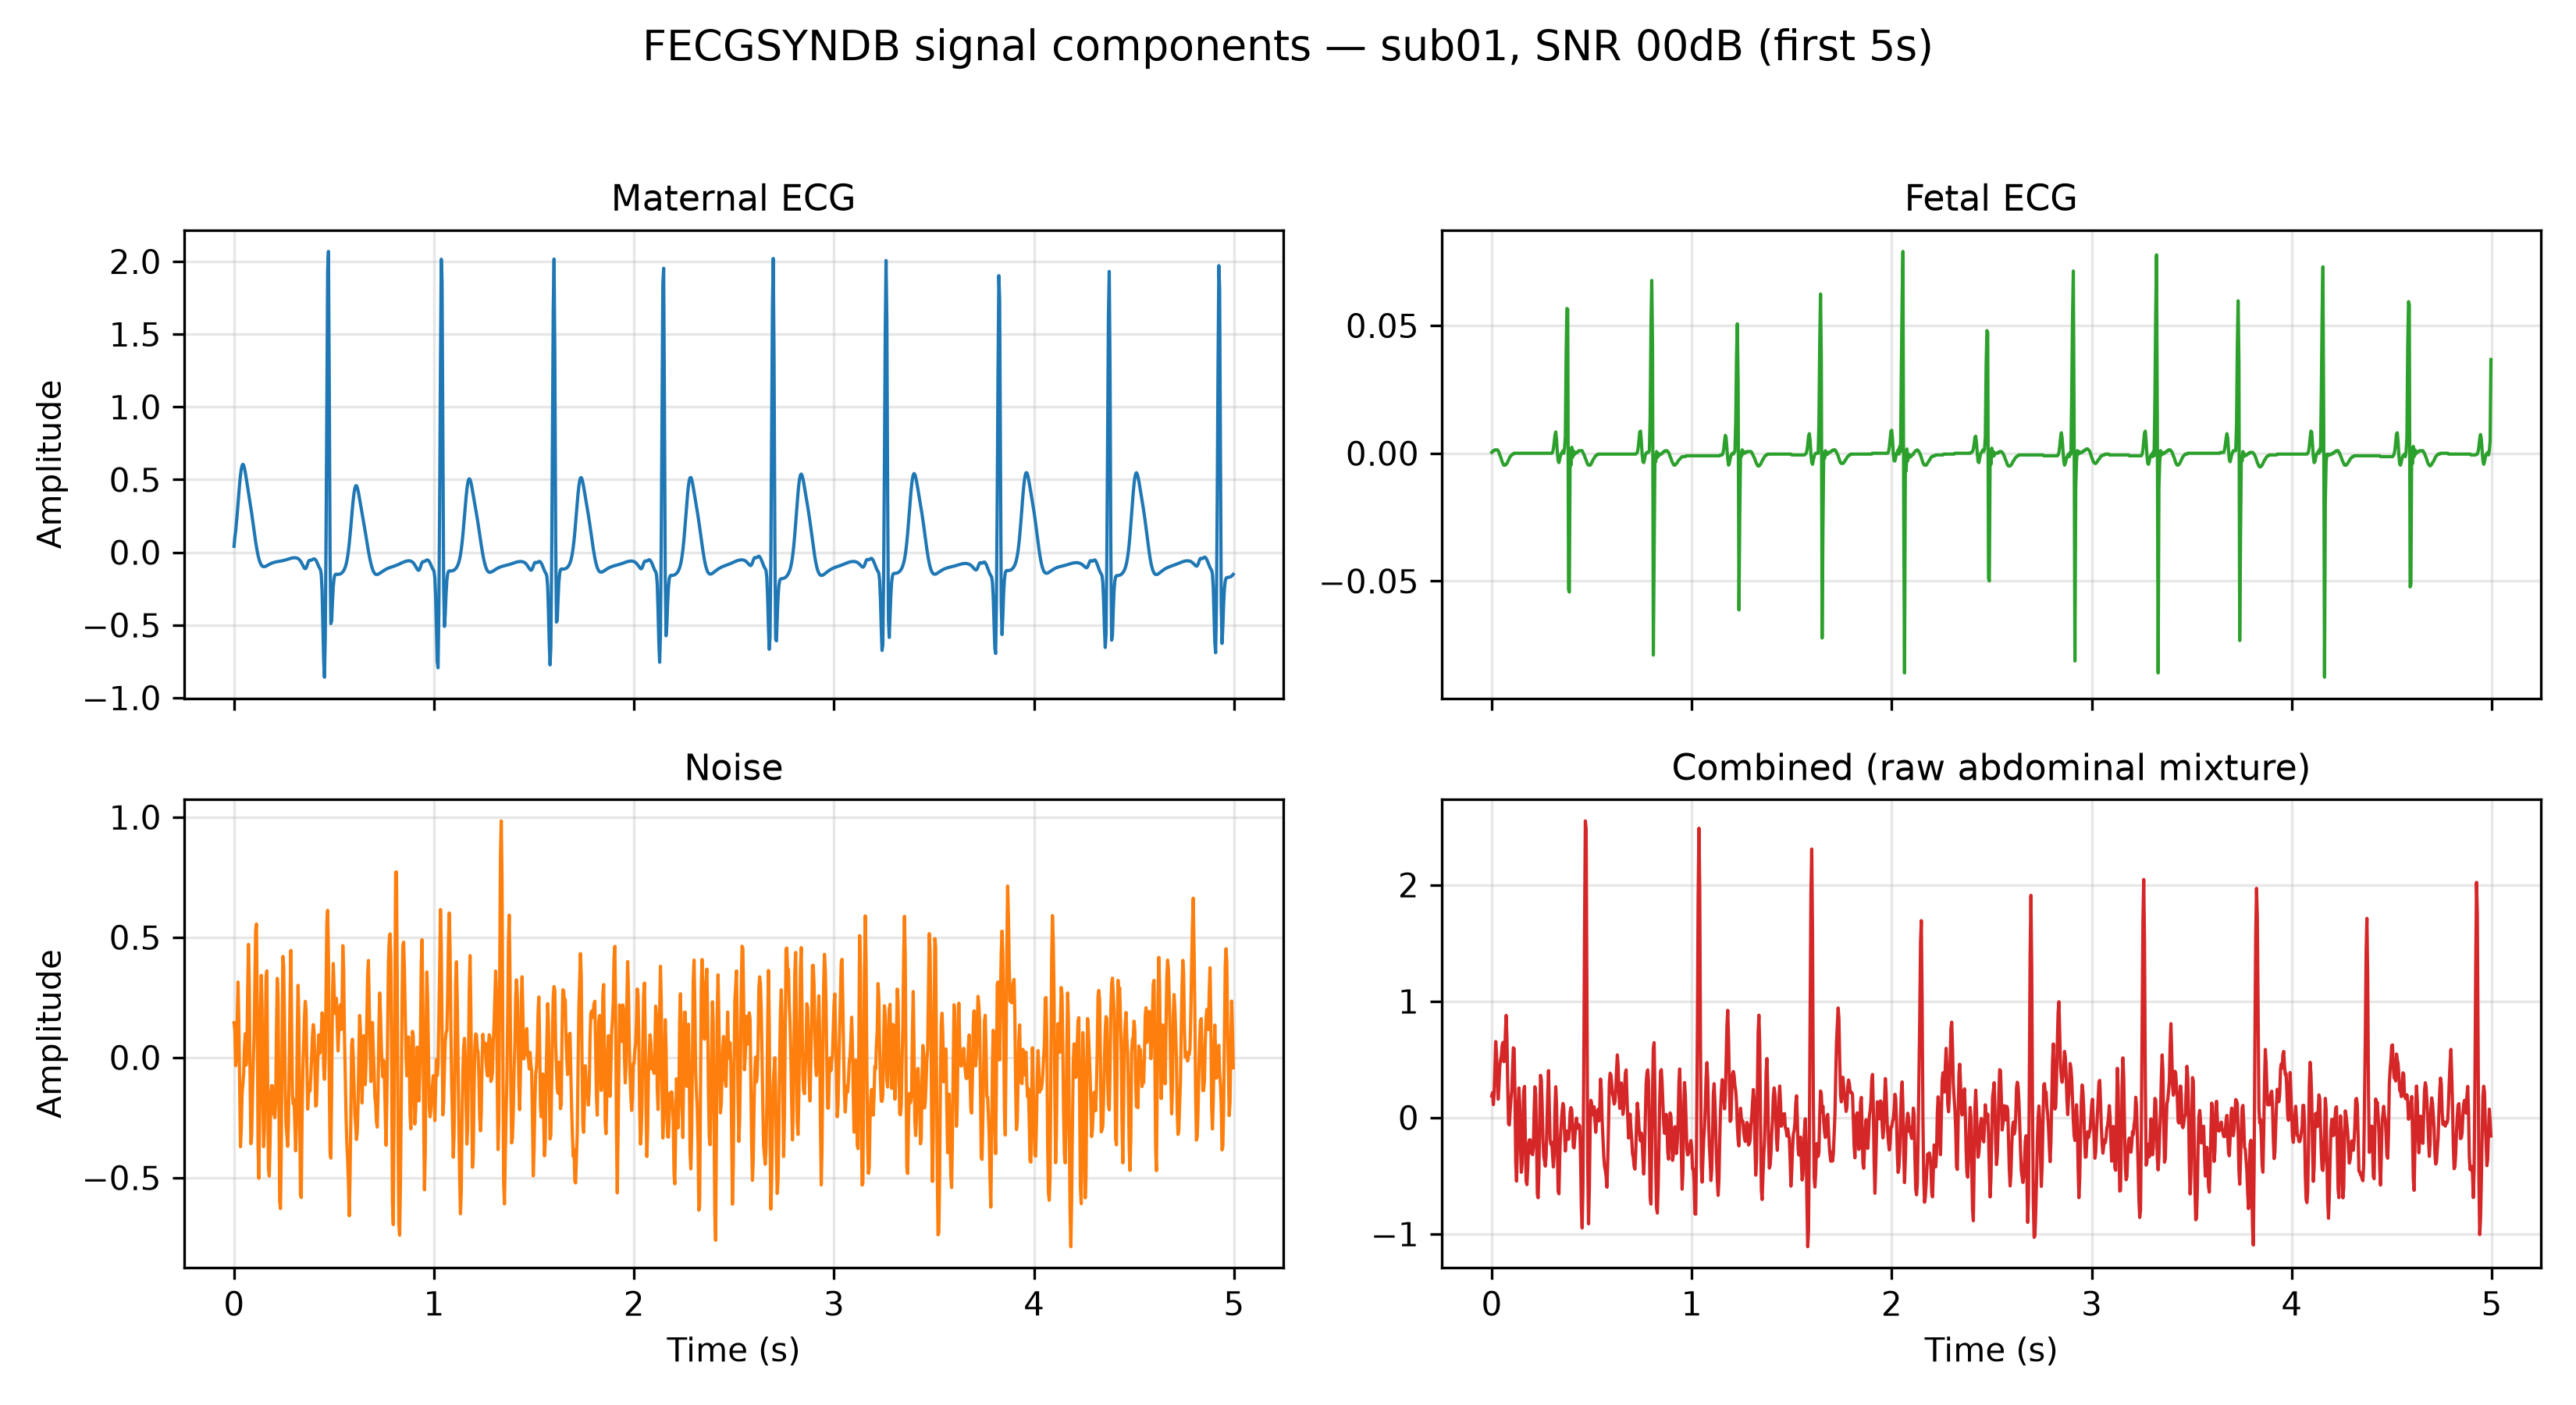 FECGSYNDB signal components — sub01, SNR 00dB (first 5s)
Maternal ECG
Amplitude
2.0
1.5
1.0
0.5
0.0
−0.5
−1.0
Fetal ECG
0.05
0.00
−0.05
Noise
Amplitude
1.0
0.5
0.0
−0.5
0 1 2 3 4 5
Time (s)
Combined (raw abdominal mixture)
2
1
0
−1
0 1 2 3 4 5
Time (s)